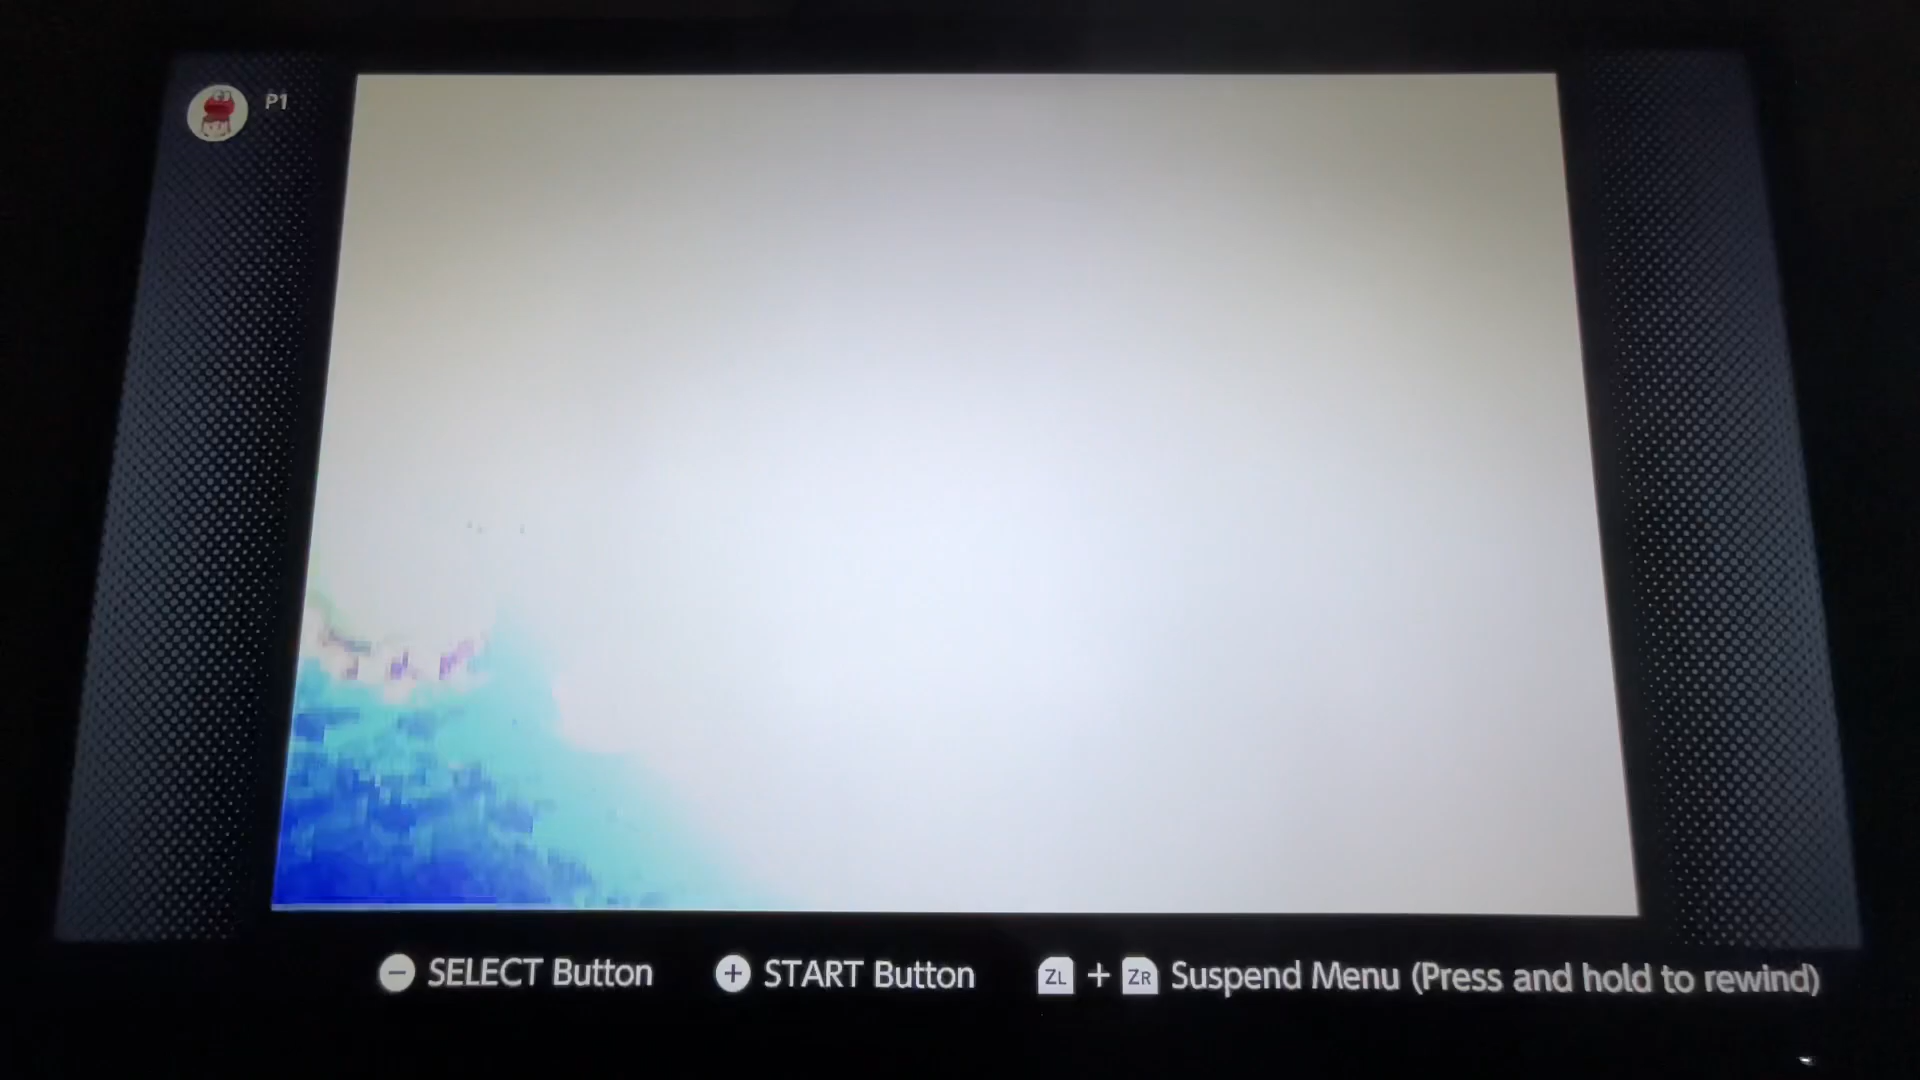 P1
SELECT Button START Button ZL + ZR Suspend Menu (Press and hold to rewind)